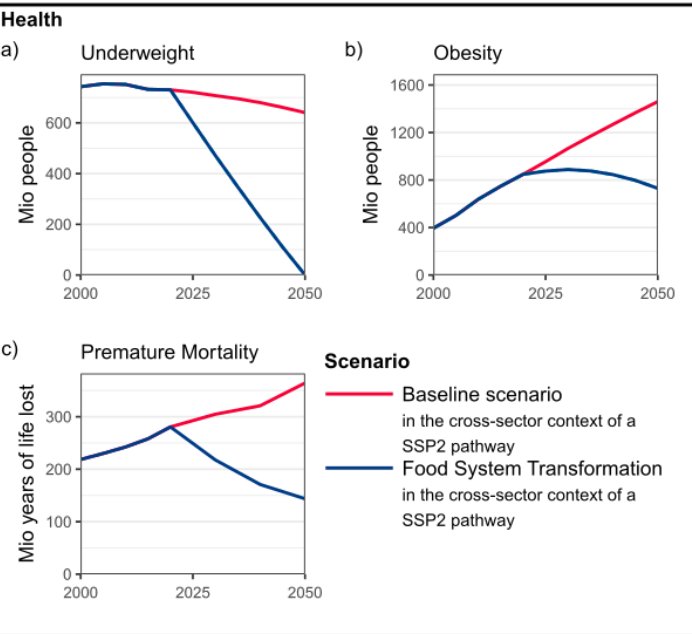 Health
a)
Underweight
Mio people
600
400
200
0
2000
2025
2050
b)
Obesity
Mio people
1600
1200
800
400
0
2000
2025
2050
c)
Premature Mortality
Mio years of life lost
300
200
100
0
2000
2025
2050
Scenario
Baseline scenario
in the cross-sector context of a
SSP2 pathway
Food System Transformation
in the cross-sector context of a
SSP2 pathway